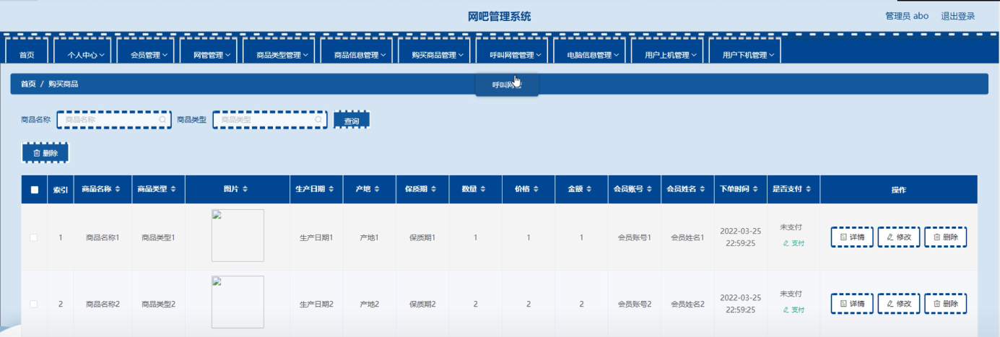 网吧管理系统
管理员 abo 退出登录
首页 个人中心 会员管理 网管管理 商品类型管理 商品信息管理 购买商品管理 呼叫网管管理 电脑信息管理 用户上机管理 用户下机管理
首页 / 购买商品
呼叫网管
商品名称 商品名称 商品类型 商品类型 查询
删除
索引 商品名称 商品类型 图片 生产日期 产地 保质期 数量 价格 金额 会员账号 会员姓名 下单时间 是否支付 操作
1 商品名称1 商品类型1 生产日期1 产地1 保质期1 1 1 1 会员账号1 会员姓名1 2022-03-25 22:59:25 未支付 支付 详情 修改 删除
2 商品名称2 商品类型2 生产日期2 产地2 保质期2 2 2 2 会员账号2 会员姓名2 2022-03-25 22:59:25 未支付 支付 详情 修改 删除